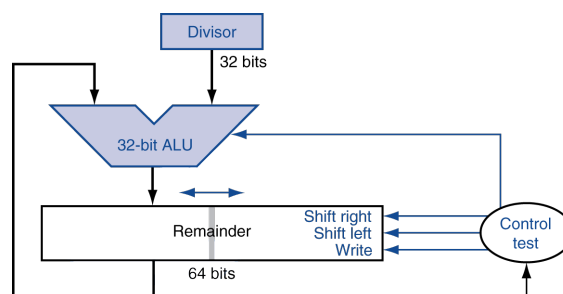 Divisor
32 bits
32-bit ALU
Remainder
Shift right
Shift left
Write
Control
test
64 bits